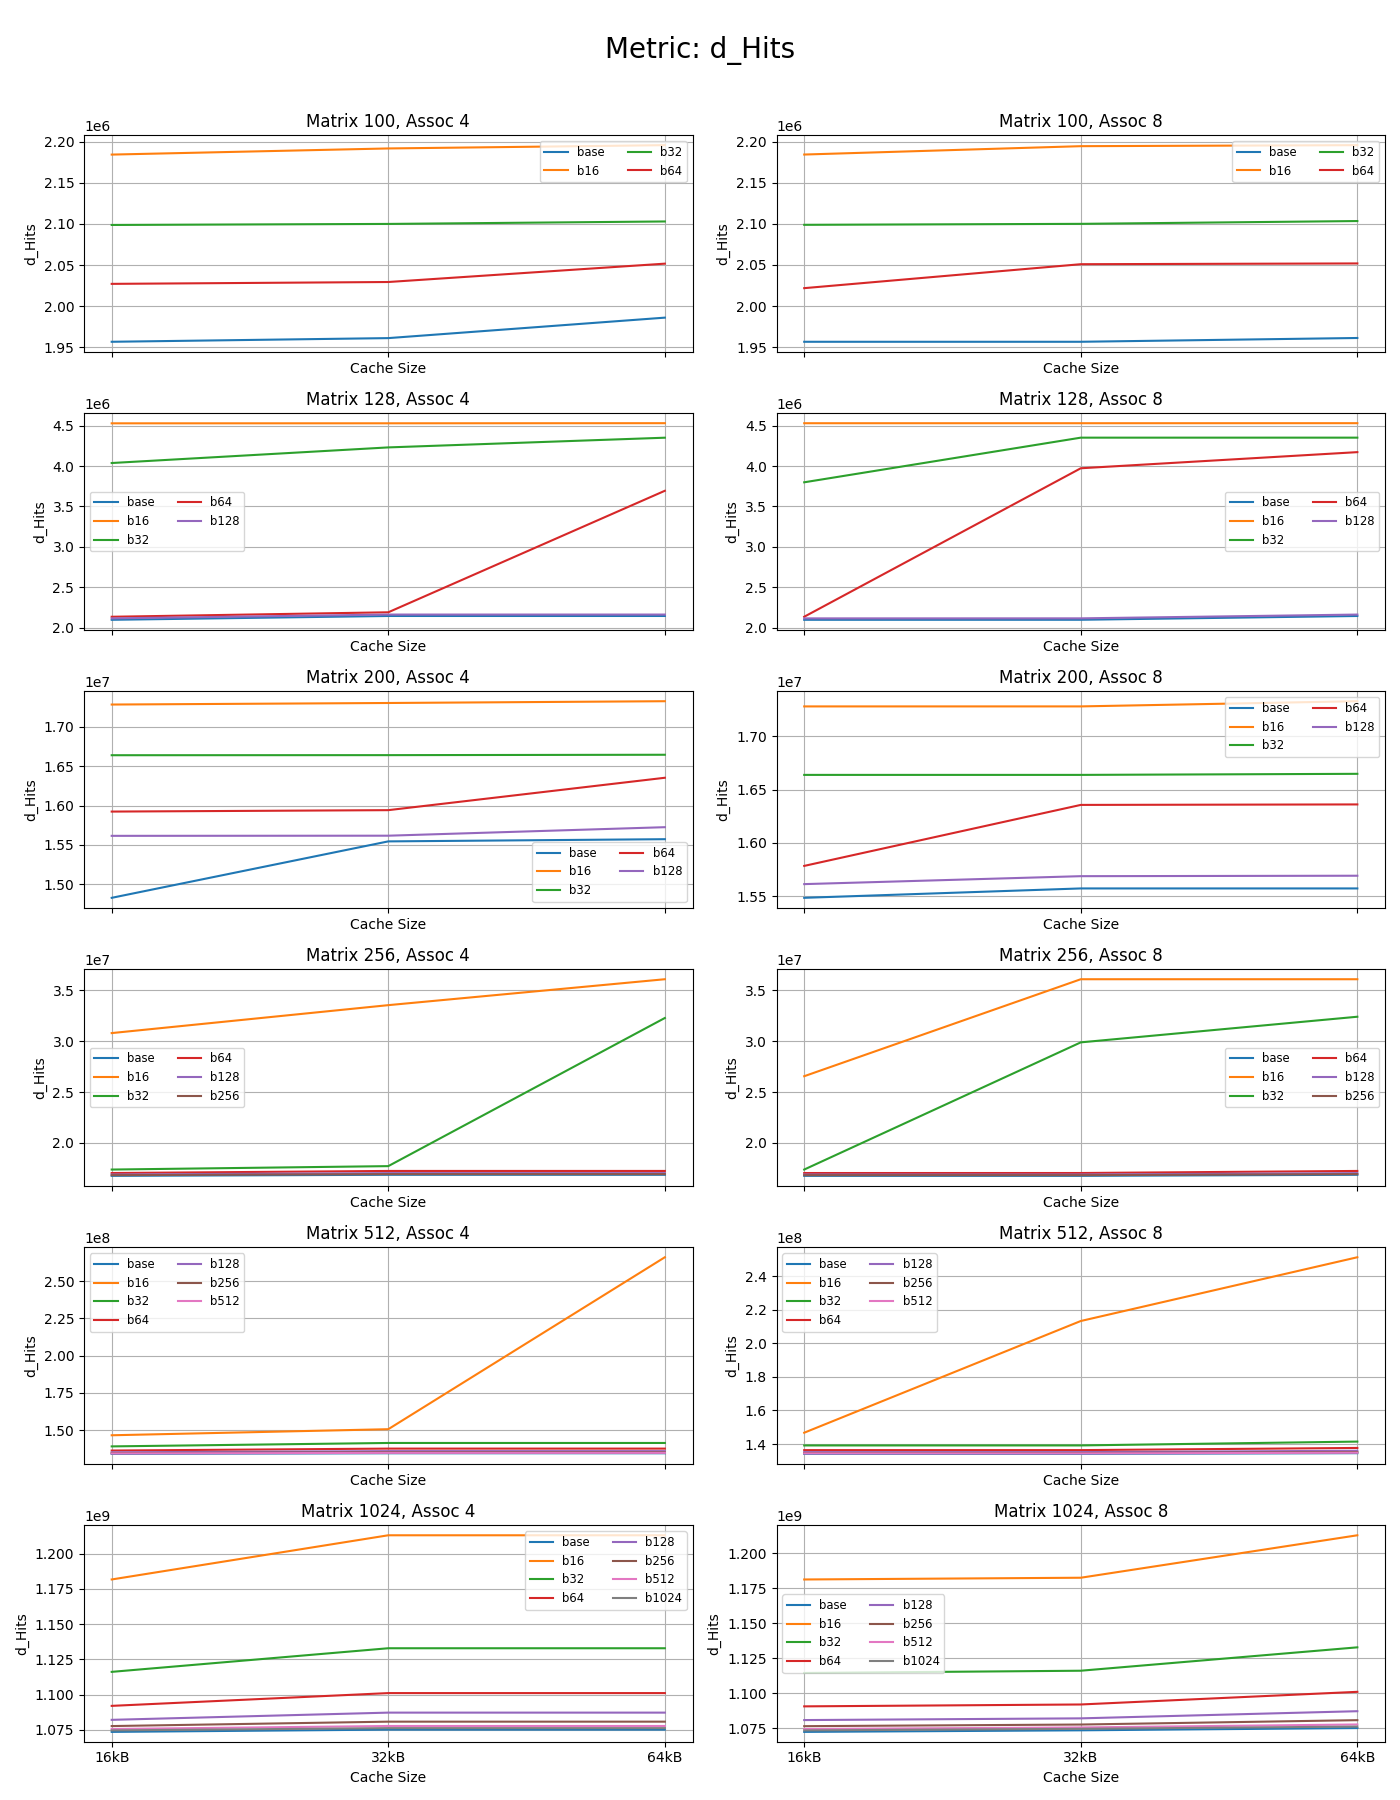 Metric: d_Hits
Matrix 100, Assoc 4
1e6
2.20
2.15
2.10
2.05
2.00
1.95
d_Hits
base b32
b16 b64
Cache Size
Matrix 100, Assoc 8
1e6
2.20
2.15
2.10
2.05
2.00
1.95
d_Hits
base b32
b16 b64
Cache Size
Matrix 128, Assoc 4
1e6
4.5
4.0
3.5
3.0
2.5
2.0
d_Hits
base b64
b16 b128
b32
Cache Size
Matrix 128, Assoc 8
1e6
4.5
4.0
3.5
3.0
2.5
2.0
d_Hits
base b64
b16 b128
b32
Cache Size
Matrix 200, Assoc 4
1e7
1.70
1.65
1.60
1.55
1.50
d_Hits
base b64
b16 b128
b32
Cache Size
Matrix 200, Assoc 8
1e7
1.70
1.65
1.60
1.55
d_Hits
base b64
b16 b128
b32
Cache Size
Matrix 256, Assoc 4
1e7
3.5
3.0
2.5
2.0
d_Hits
base b64
b16 b128
b32 b256
Cache Size
Matrix 256, Assoc 8
1e7
3.5
3.0
2.5
2.0
d_Hits
base b64
b16 b128
b32 b256
Cache Size
Matrix 512, Assoc 4
1e8
2.50
2.25
2.00
1.75
1.50
d_Hits
base b128
b16 b256
b32 b512
b64
Cache Size
Matrix 512, Assoc 8
1e8
2.4
2.2
2.0
1.8
1.6
1.4
d_Hits
base b128
b16 b256
b32 b512
b64
Cache Size
Matrix 1024, Assoc 4
1e9
1.200
1.175
1.150
1.125
1.100
1.075
d_Hits
base b128
b16 b256
b32 b512
b64 b1024
16kB 32kB 64kB
Cache Size
Matrix 1024, Assoc 8
1e9
1.200
1.175
1.150
1.125
1.100
1.075
d_Hits
base b128
b16 b256
b32 b512
b64 b1024
16kB 32kB 64kB
Cache Size